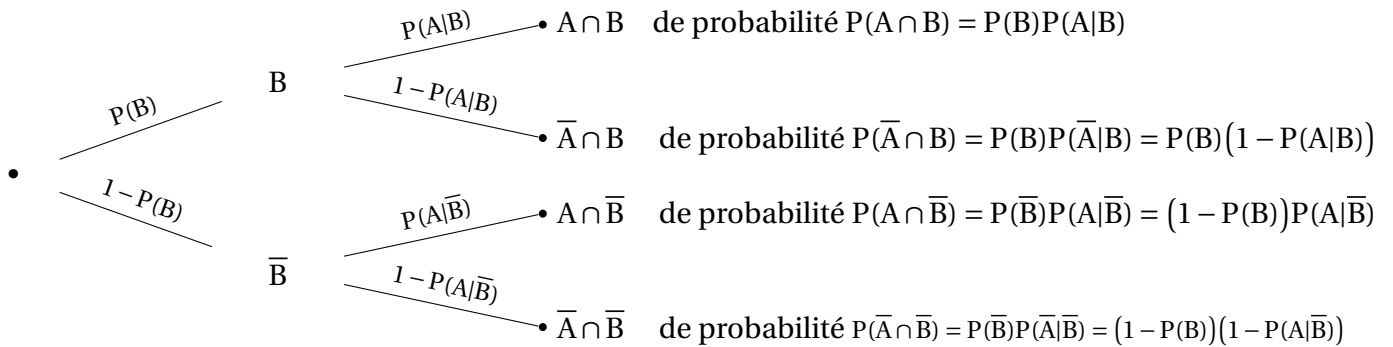 P(A|B)
A ∩ B de probabilité P(A ∩ B) = P(B)P(A|B)
P(B)
B
1 − P(A|B)
A̅ ∩ B de probabilité P(A̅ ∩ B) = P(B)P(A̅|B) = P(B)(1 − P(A|B))
1 − P(B)
P(A|B̅)
A ∩ B̅ de probabilité P(A ∩ B̅) = P(B̅)P(A|B̅) = (1 − P(B))P(A|B̅)
B̅
1 − P(A|B̅)
A̅ ∩ B̅ de probabilité P(A̅ ∩ B̅) = P(B̅)P(A̅|B̅) = (1 − P(B))(1 − P(A|B̅))